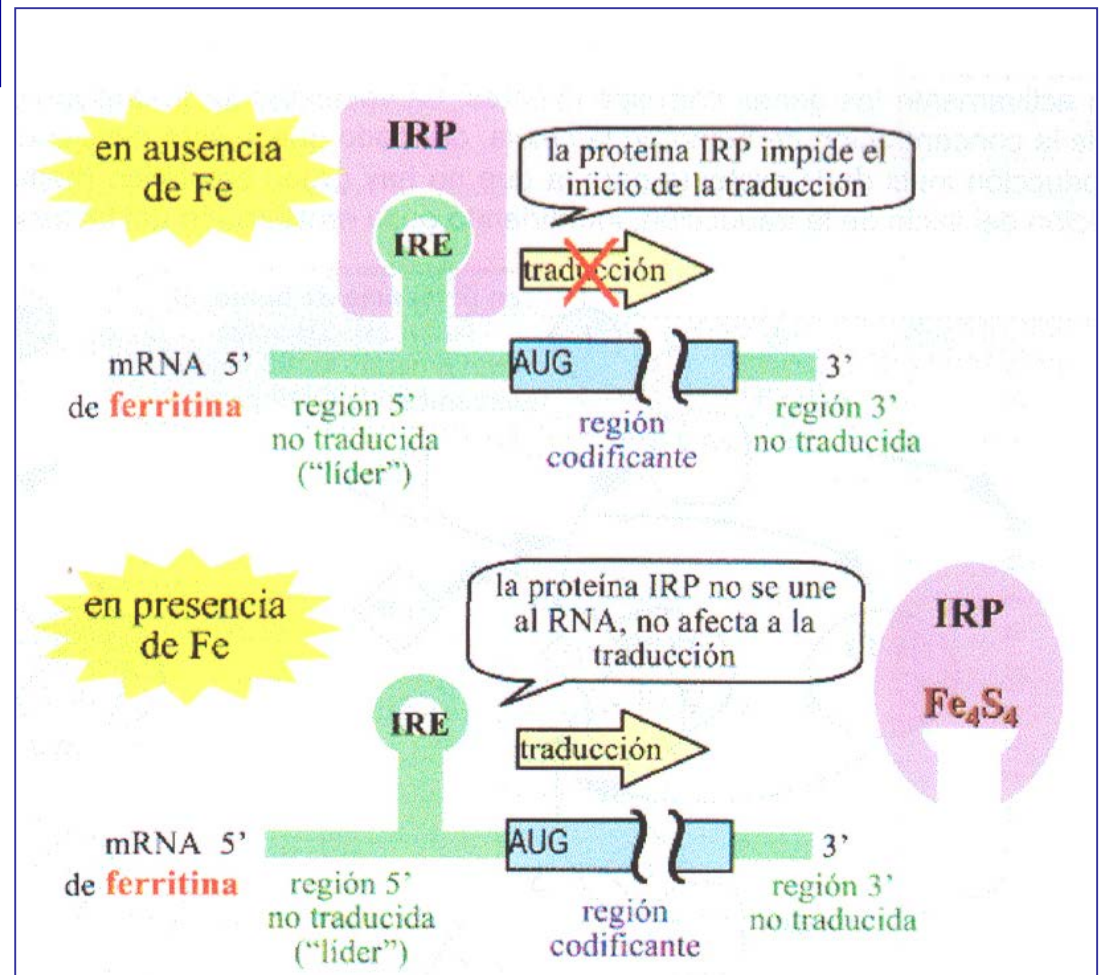 en ausencia
de Fe
IRP
IRE
la proteína IRP impide el
inicio de la traducción
traducción
mRNA 5’
de ferritina
AUG
3’
región 5’
no traducida
(“líder”)
región
codificante
región 3’
no traducida
en presencia
de Fe
la proteína IRP no se une
al RNA, no afecta a la
traducción
IRP
Fe₄S₄
IRE
traducción
mRNA 5’
de ferritina
AUG
3’
región 5’
no traducida
(“líder”)
región
codificante
región 3’
no traducida